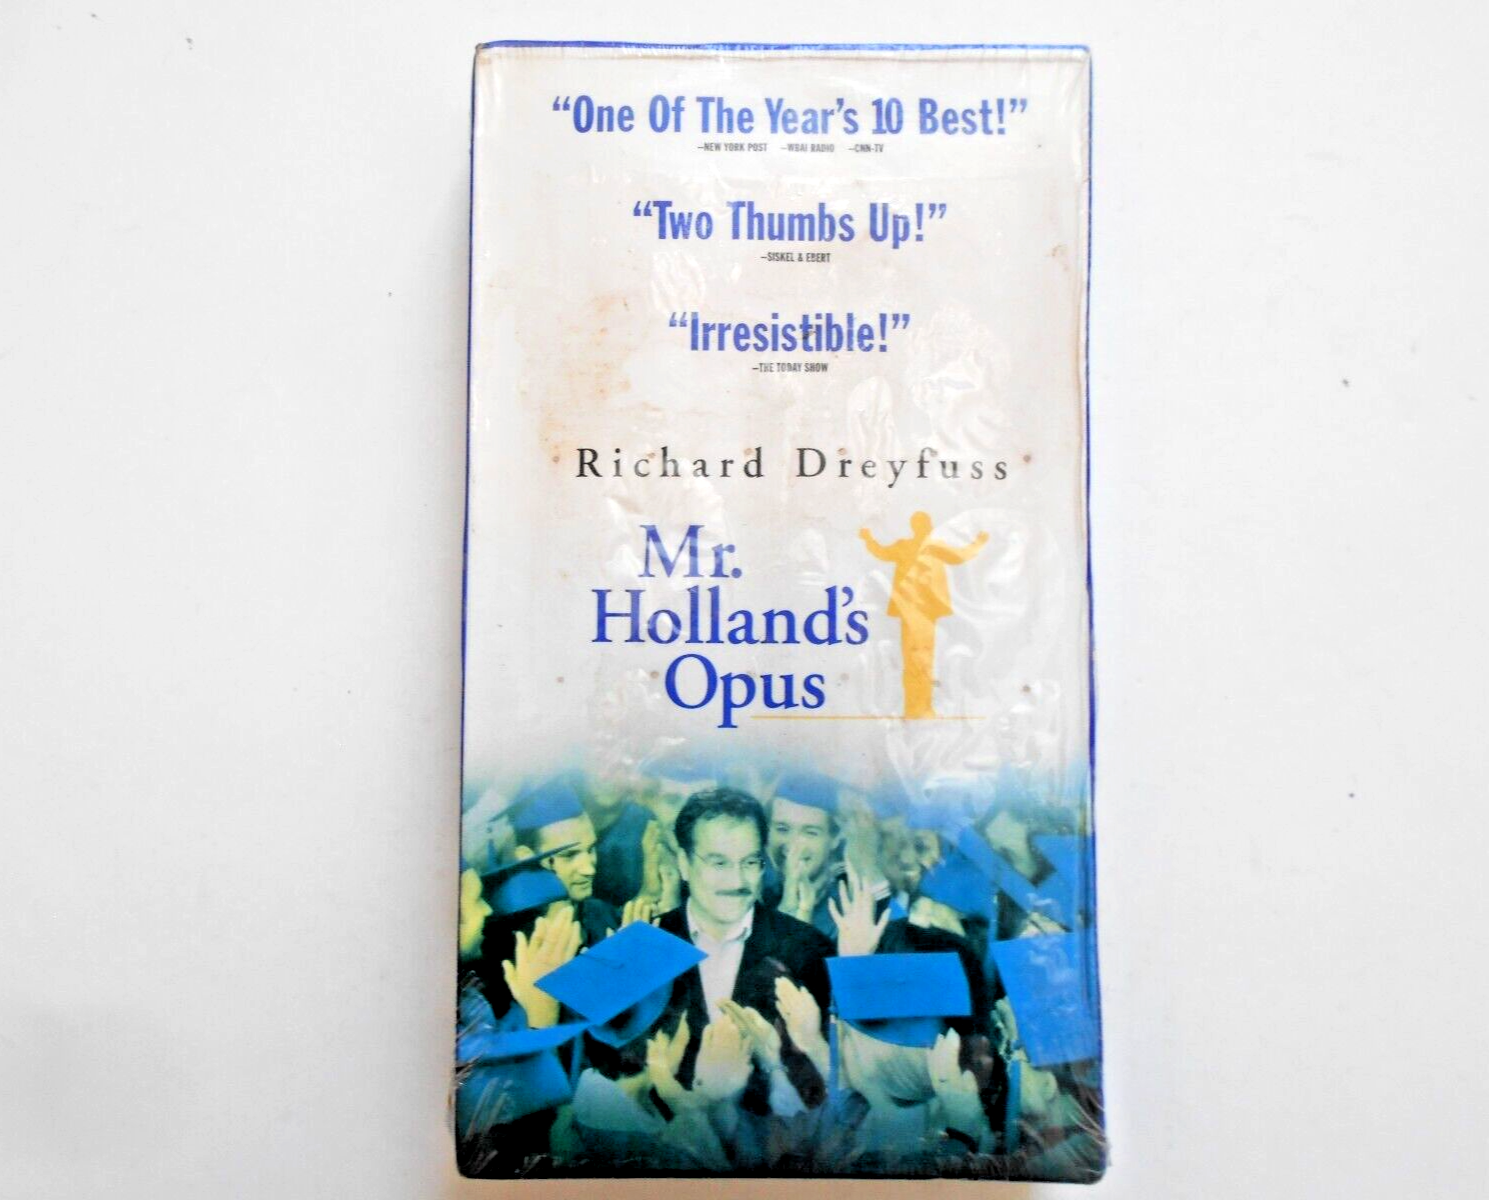 “One Of The Year’s 10 Best!”
–NEW YORK POST –WBAI RADIO –CNN-TV
“Two Thumbs Up!”
–SISKEL & EBERT
“Irresistible!”
–THE TODAY SHOW
Richard Dreyfuss
Mr.
Holland’s
Opus